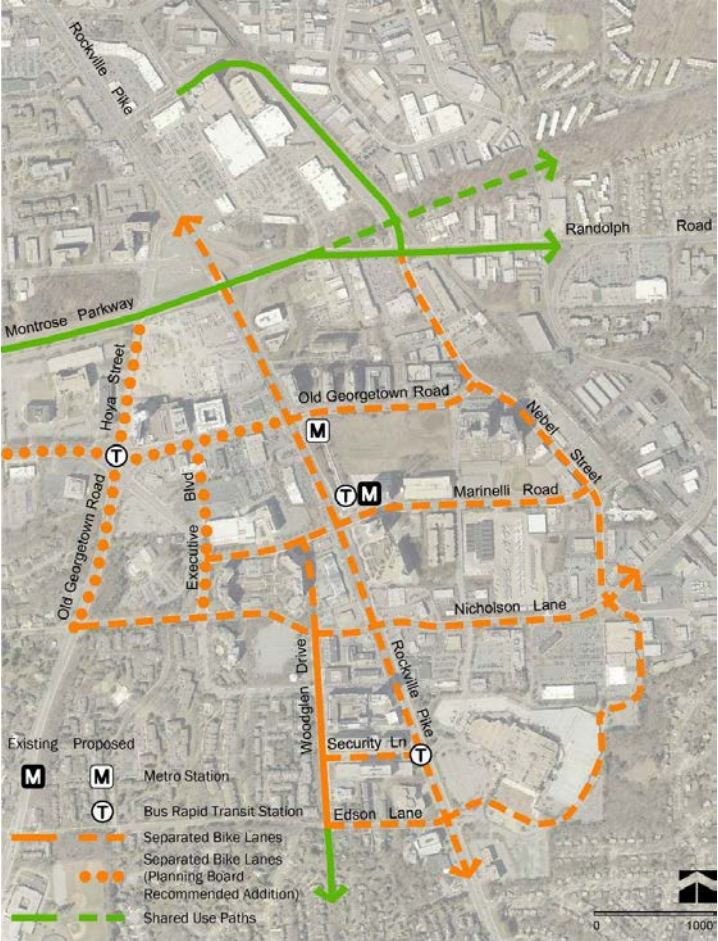 Rockville Pike
Randolph Road
Montrose Parkway
Hoya Street
Old Georgetown Road
M
Nebel Street
T
Blvd
Executive
T M
Marinelli Road
Old Georgetown Road
Nicholson Lane
Woodglen Drive
Rockville Pike
Security Ln
T
Edson Lane
Existing Proposed
M M Metro Station
T Bus Rapid Transit Station
Separated Bike Lanes
Separated Bike Lanes
(Planning Board
Recommended Addition)
Shared Use Paths
0 1000'